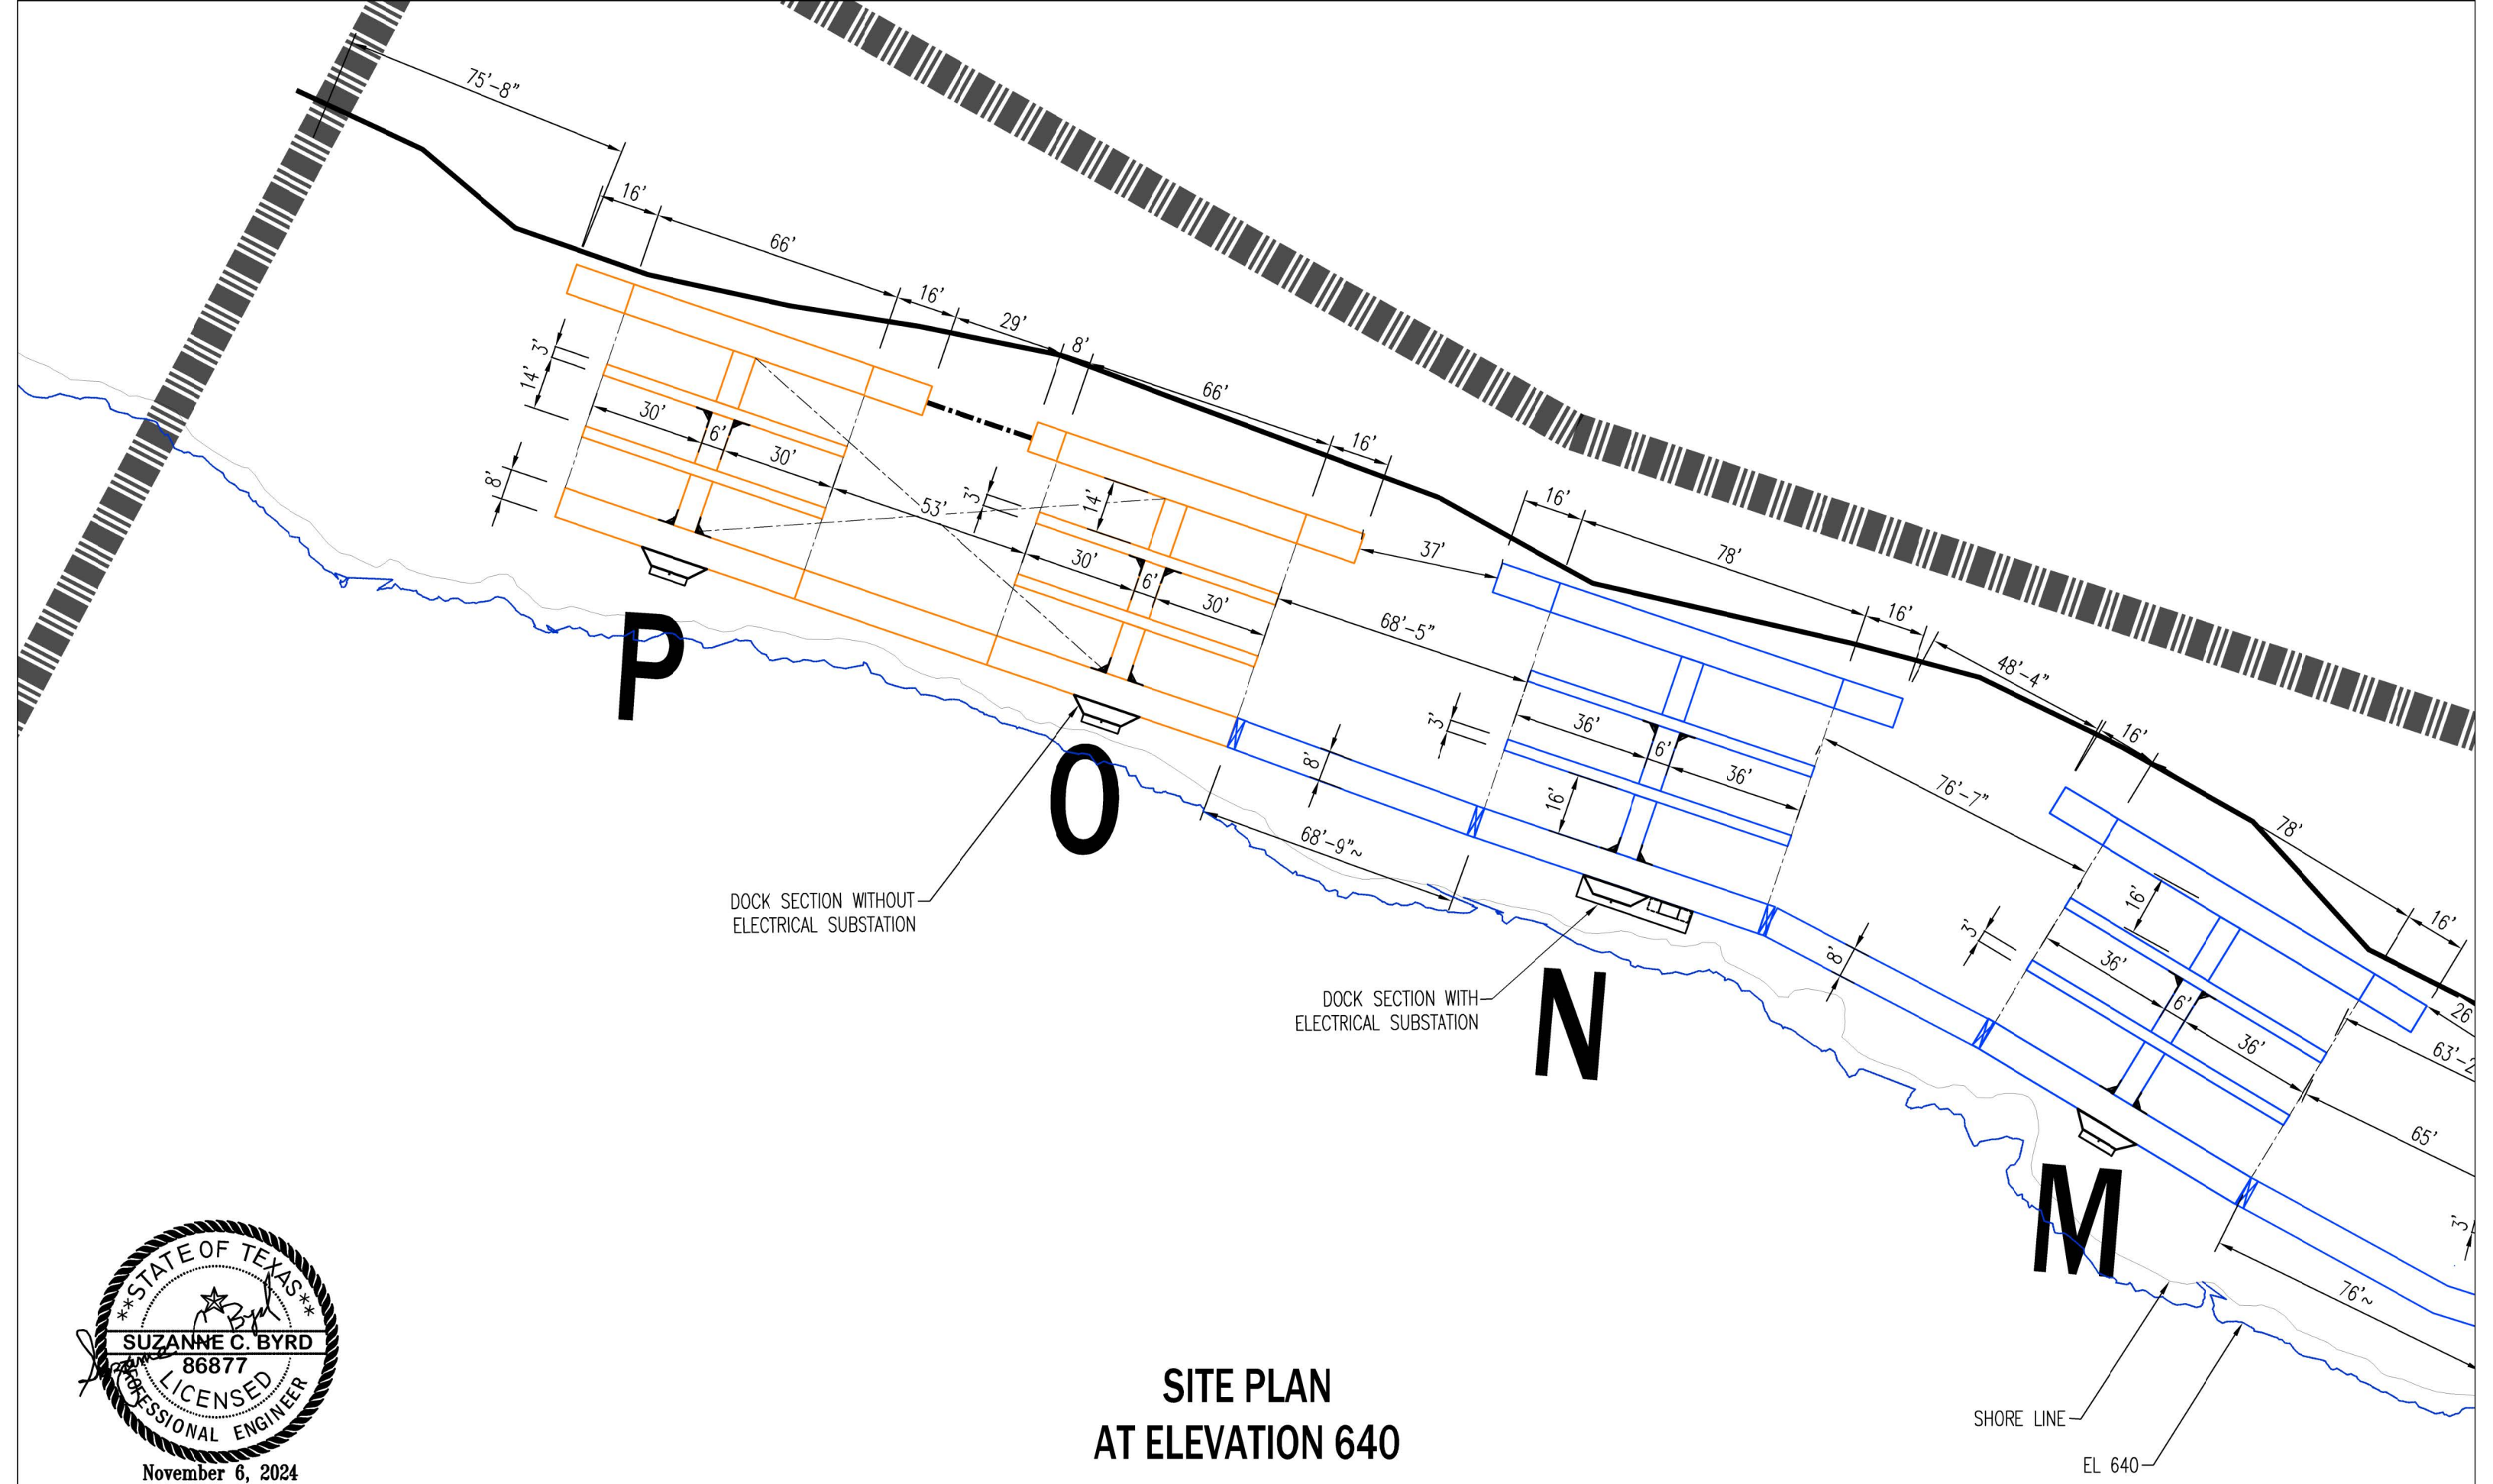 75'-8"
16'
66'
16'
29'
8'
66'
16'
16'
78'
16'
48'-4"
16'
78'
16'
26
63'-2
65'
3'
14'
30'
6'
30'
8'
53'
3'
14'
30'
6'
30'
37'
68'-5"
3'
36'
6'
36'
16'
8'
68'-9"~
76'-7"
16'
3'
36'
6'
36'
8'
3'
76'~
P
O
N
M
DOCK SECTION WITHOUT
ELECTRICAL SUBSTATION
DOCK SECTION WITH
ELECTRICAL SUBSTATION
SHORE LINE
EL 640
SITE PLAN
AT ELEVATION 640
**STATE OF TEXAS**
SUZANNE C. BYRD
86877
LICENSED
PROFESSIONAL ENGINEER
November 6, 2024